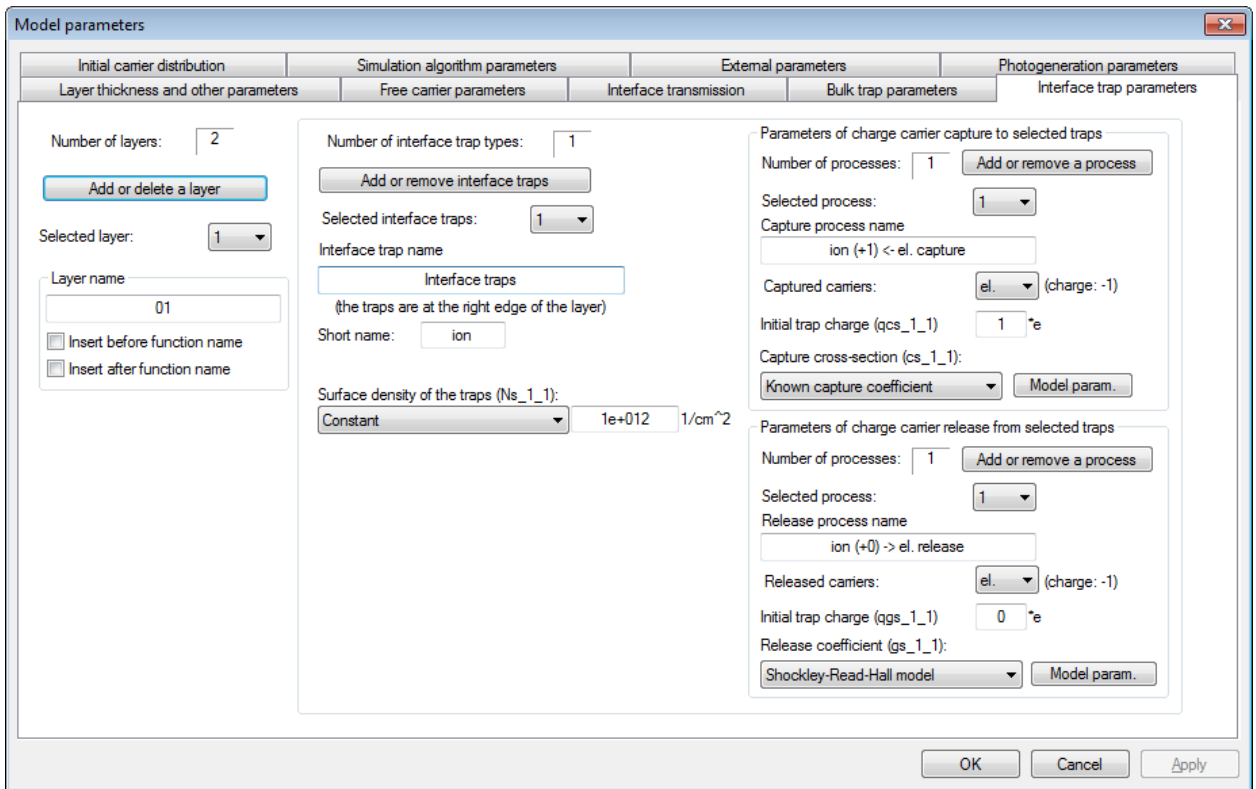 Model parameters
Initial carrier distribution
Simulation algorithm parameters
External parameters
Photogeneration parameters
Layer thickness and other parameters
Free carrier parameters
Interface transmission
Bulk trap parameters
Interface trap parameters
Number of layers: 2
Add or delete a layer
Selected layer: 1
Layer name
01
Insert before function name
Insert after function name
Number of interface trap types: 1
Add or remove interface traps
Selected interface traps: 1
Interface trap name
Interface traps
(the traps are at the right edge of the layer)
Short name: ion
Surface density of the traps (Ns_1_1):
Constant 1e+012 1/cm^2
Parameters of charge carrier capture to selected traps
Number of processes: 1 Add or remove a process
Selected process: 1
Capture process name
ion (+1) <- el. capture
Captured carriers: el. (charge: -1)
Initial trap charge (qcs_1_1) 1 *e
Capture cross-section (cs_1_1):
Known capture coefficient Model param.
Parameters of charge carrier release from selected traps
Number of processes: 1 Add or remove a process
Selected process: 1
Release process name
ion (+0) -> el. release
Released carriers: el. (charge: -1)
Initial trap charge (qgs_1_1) 0 *e
Release coefficient (gs_1_1):
Shockley-Read-Hall model Model param.
OK Cancel Apply